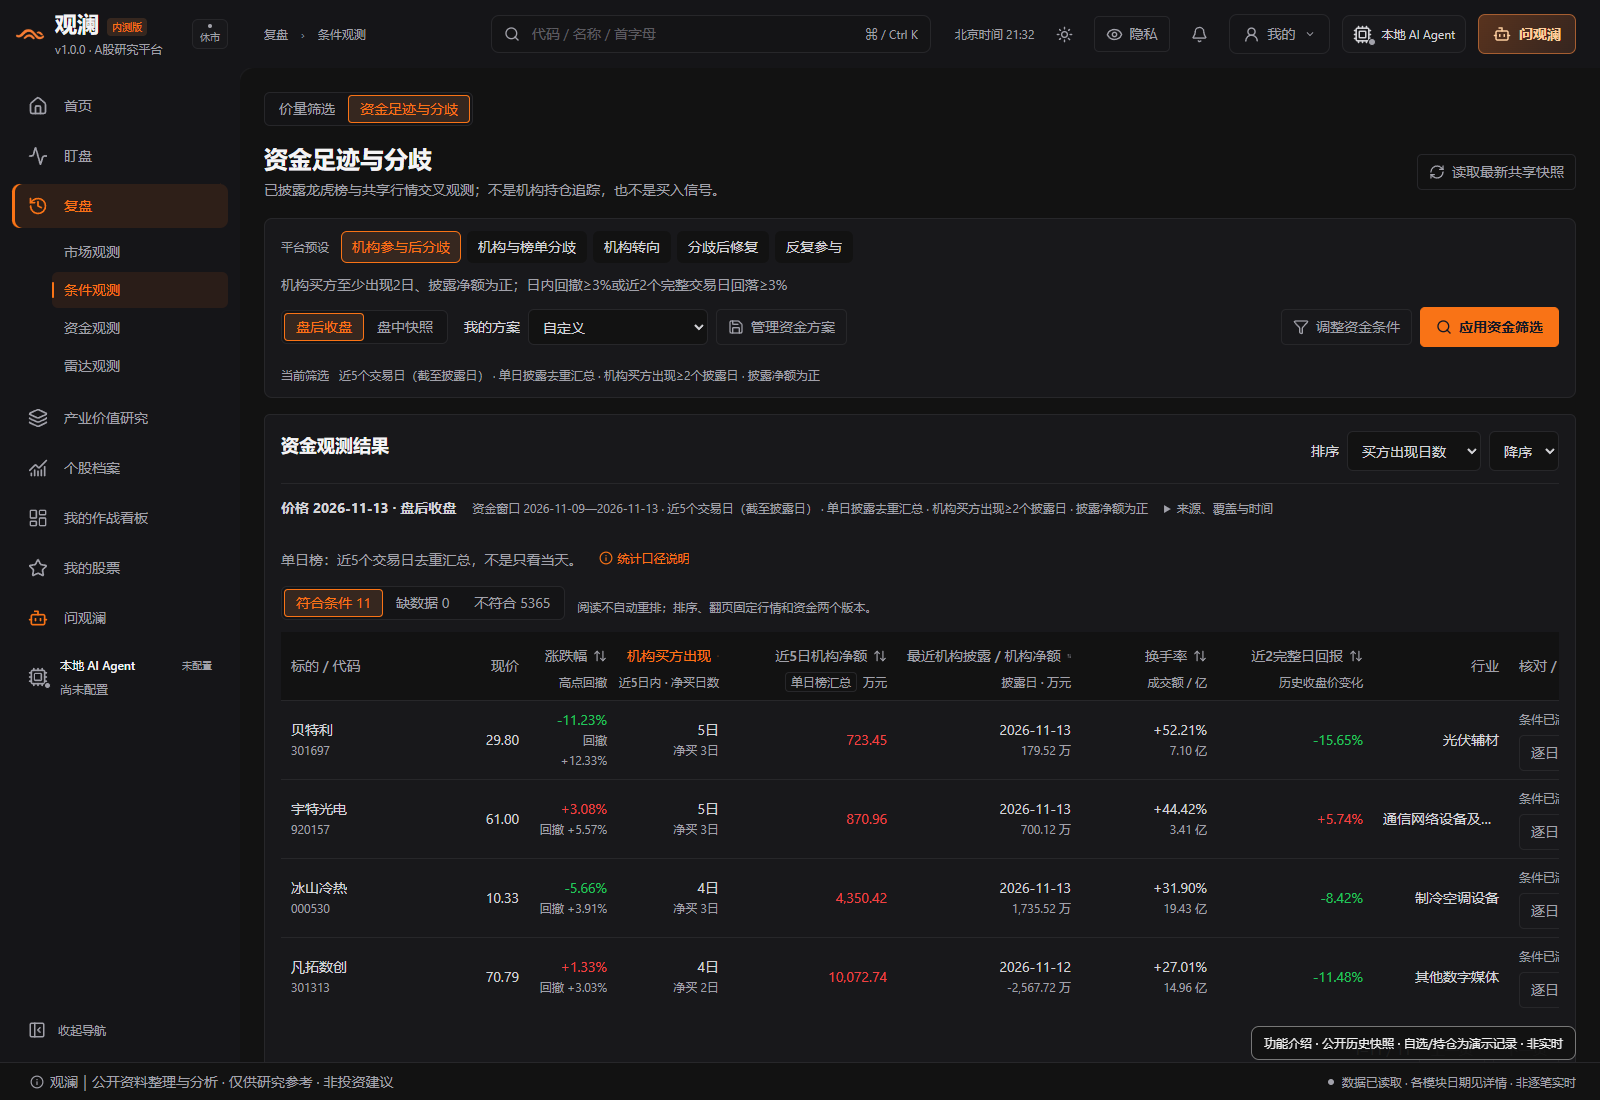 观澜 内测版
v1.0.0 · A股研究平台
休市
复盘 › 条件观测
代码 / 名称 / 首字母
⌘ / Ctrl K
北京时间 21:32
隐私
我的
本地 AI Agent
问观澜
首页
盯盘
复盘
市场观测
条件观测
资金观测
雷达观测
产业价值研究
个股档案
我的作战看板
我的股票
问观澜
本地 AI Agent 未配置
尚未配置
收起导航
价量筛选 资金足迹与分歧
资金足迹与分歧
已披露龙虎榜与共享行情交叉观测；不是机构持仓追踪，也不是买入信号。
读取最新共享快照
平台预设 机构参与后分歧 机构与榜单分歧 机构转向 分歧后修复 反复参与
机构买方至少出现2日、披露净额为正；日内回撤≥3%或近2个完整交易日回落≥3%
盘后收盘 盘中快照 我的方案 自定义 管理资金方案
调整资金条件 应用资金筛选
当前筛选 近5个交易日（截至披露日） · 单日披露去重汇总 · 机构买方出现≥2个披露日 · 披露净额为正
资金观测结果
排序 买方出现日数 降序
价格 2026-11-13 · 盘后收盘 资金窗口 2026-11-09—2026-11-13 · 近5个交易日（截至披露日） · 单日披露去重汇总 · 机构买方出现≥2个披露日 · 披露净额为正 ▶ 来源、覆盖与时间
单日榜：近5个交易日去重汇总，不是只看当天。 统计口径说明
符合条件 11 缺数据 0 不符合 5365 阅读不自动重排；排序、翻页固定行情和资金两个版本。
标的 / 代码 现价 涨跌幅 机构买方出现 近5日机构净额 最近机构披露 / 机构净额 换手率 近2完整日回报 行业 核对 /
高点回撤 近5日内 · 净买日数 单日榜汇总 万元 披露日 · 万元 成交额 / 亿 历史收盘价变化
贝特利 29.80 -11.23% 5日 723.45 2026-11-13 +52.21% -15.65% 光伏辅材 条件已
301697 回撤 +12.33% 净买 3日 179.52 万 7.10 亿 逐日
宇特光电 61.00 +3.08% 5日 870.96 2026-11-13 +44.42% +5.74% 通信网络设备及... 条件已
920157 回撤 +5.57% 净买 3日 700.12 万 3.41 亿 逐日
冰山冷热 10.33 -5.66% 4日 4,350.42 2026-11-13 +31.90% -8.42% 制冷空调设备 条件已
000530 回撤 +3.91% 净买 3日 1,735.52 万 19.43 亿 逐日
凡拓数创 70.79 +1.33% 4日 10,072.74 2026-11-12 +27.01% -11.48% 其他数字媒体 条件已
301313 回撤 +3.03% 净买 2日 -2,567.72 万 14.96 亿 逐日
功能介绍 · 公开历史快照 · 自选/持仓为演示记录 · 非实时
观澜 | 公开资料整理与分析 · 仅供研究参考 · 非投资建议
数据已读取 · 各模块日期见详情 · 非逐笔实时